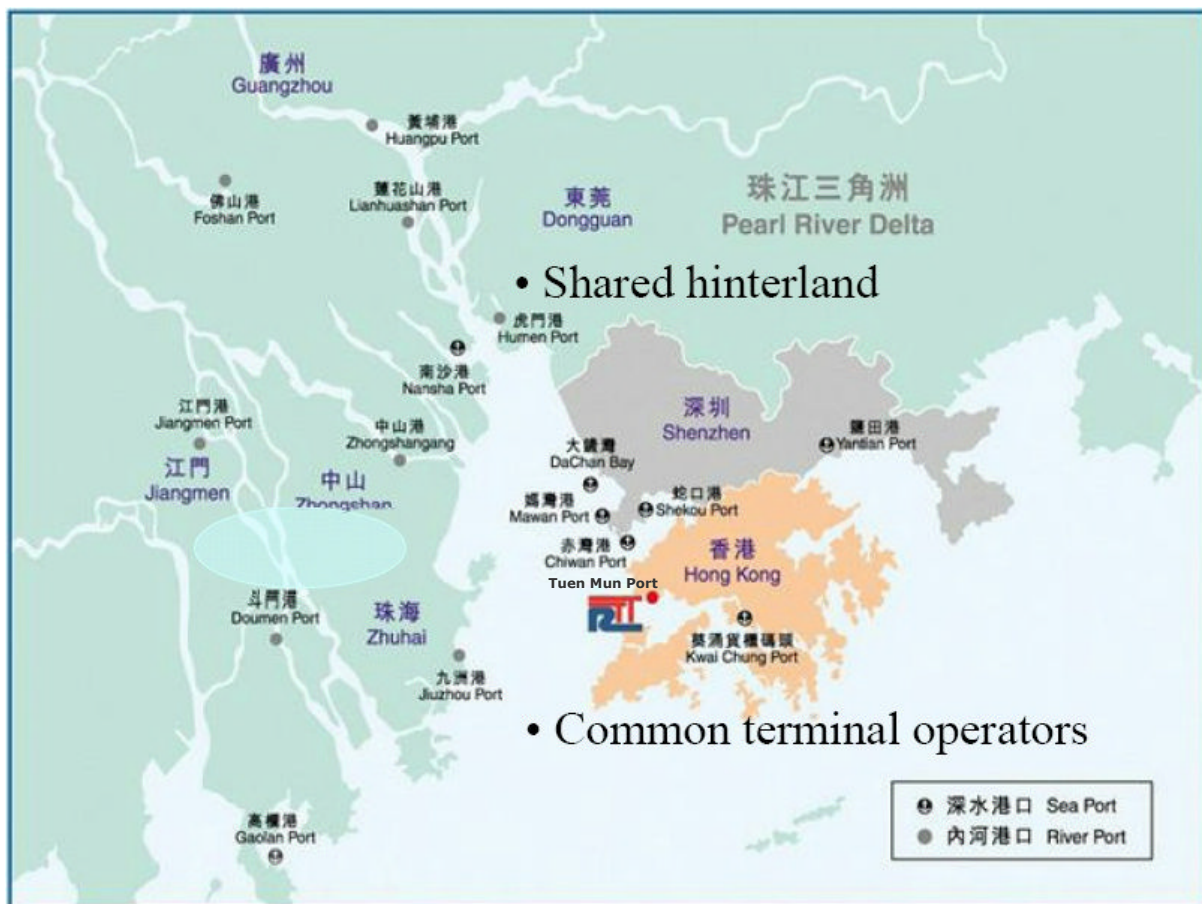 廣州
Guangzhou
黃埔港
Huangpu Port
蓮花山港
Lianhuashan Port
佛山港
Foshan Port
東莞
Dongguan
珠江三角洲
Pearl River Delta
• Shared hinterland
虎門港
Humen Port
南沙港
Nansha Port
江門港
Jiangmen Port
中山港
Zhongshangang
深圳
Shenzhen
鹽田港
Yantian Port
大鏟灣
DaChan Bay
江門
Jiangmen
中山
Zhongshan
媽灣港
Mawan Port
蛇口港
Shekou Port
赤灣港
Chiwan Port
香港
Hong Kong
Tuen Mun Port
斗門港
Doumen Port
珠海
Zhuhai
葵涌貨櫃碼頭
Kwai Chung Port
九洲港
Jiuzhou Port
• Common terminal operators
高欄港
Gaolan Port
深水港口 Sea Port
內河港口 River Port